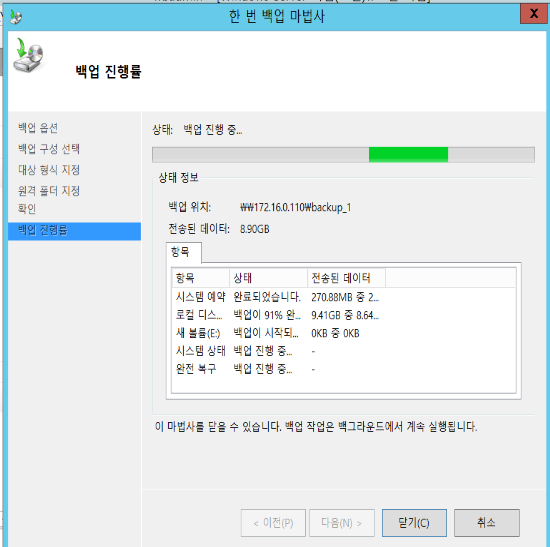 한 번 백업 마법사
X
백업 진행률
백업 옵션
백업 구성 선택
대상 형식 지정
원격 폴더 지정
확인
백업 진행률
상태: 백업 진행 중...
상태 정보
백업 위치: ₩₩172.16.0.110₩backup_1
전송된 데이터: 8.90GB
항목
항목 상태 전송된 데이터
시스템 예약 완료되었습니다. 270.88MB 중 2...
로컬 디스... 백업이 91% 완... 9.41GB 중 8.64...
새 볼륨(E:) 백업이 시작되... 0KB 중 0KB
시스템 상태 백업 진행 중... -
완전 복구 백업 진행 중... -
이 마법사를 닫을 수 있습니다. 백업 작업은 백그라운드에서 계속 실행됩니다.
< 이전(P) 다음(N) > 닫기(C) 취소